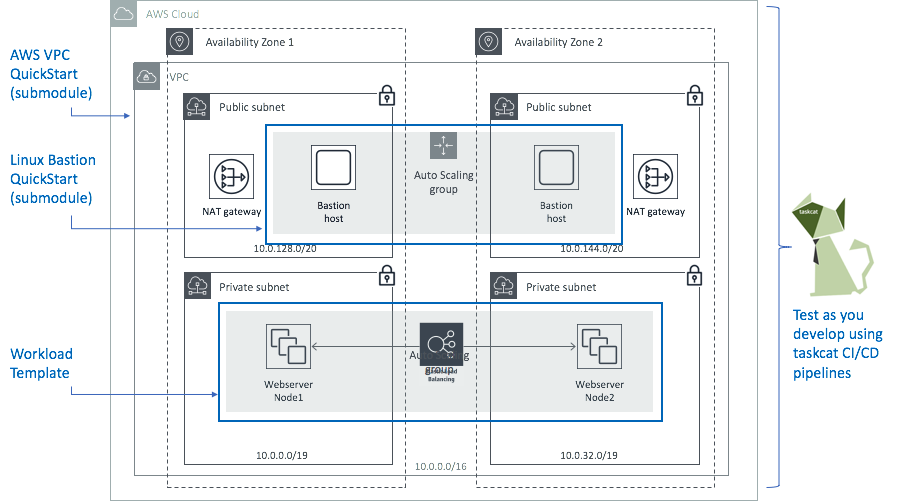 AWS Cloud
Availability Zone 1
Availability Zone 2
AWS VPC
QuickStart
(submodule)
VPC
Public subnet
Public subnet
Linux Bastion
QuickStart
(submodule)
Auto Scaling
group
NAT gateway
Bastion
host
Bastion
host
NAT gateway
10.0.128.0/20
10.0.144.0/20
taskcat
Private subnet
Private subnet
Test as you
develop using
taskcat CI/CD
pipelines
Workload
Template
Auto Scaling
group
Balancing
Webserver
Node1
Webserver
Node2
10.0.0.0/19
10.0.32.0/19
10.0.0.0/16